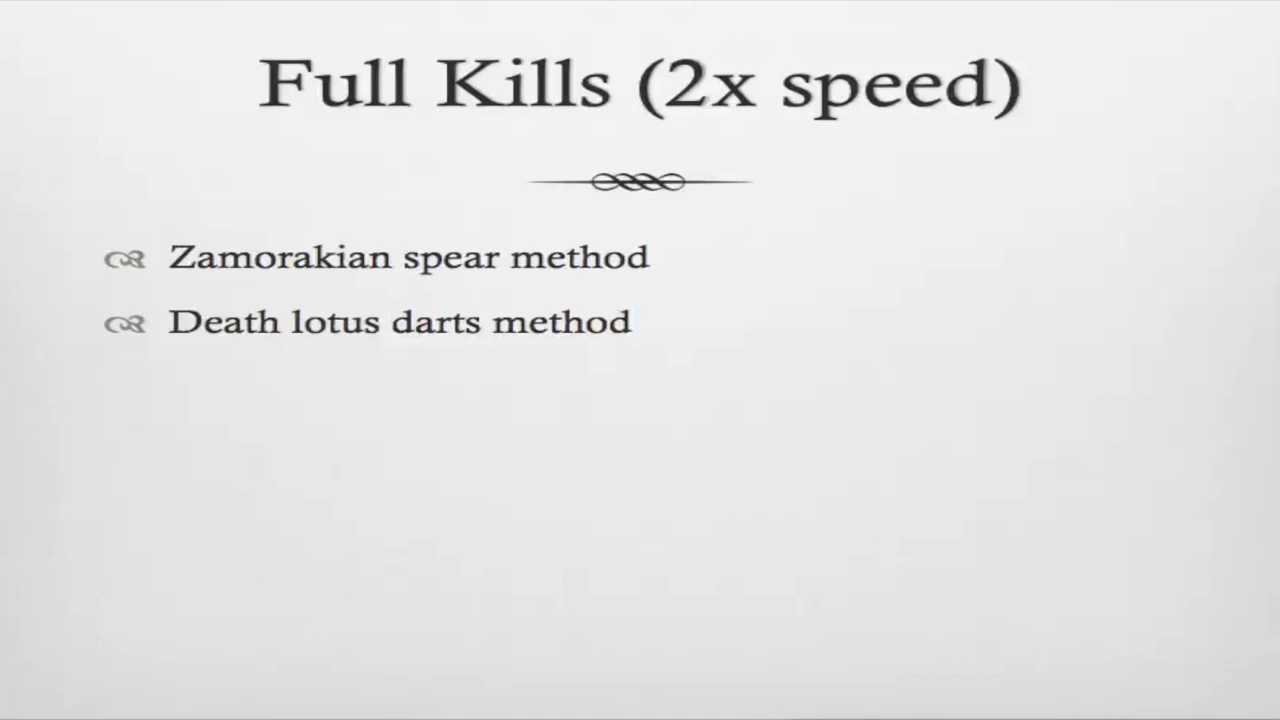 Full Kills (2x speed)
Zamorakian spear method
Death lotus darts method